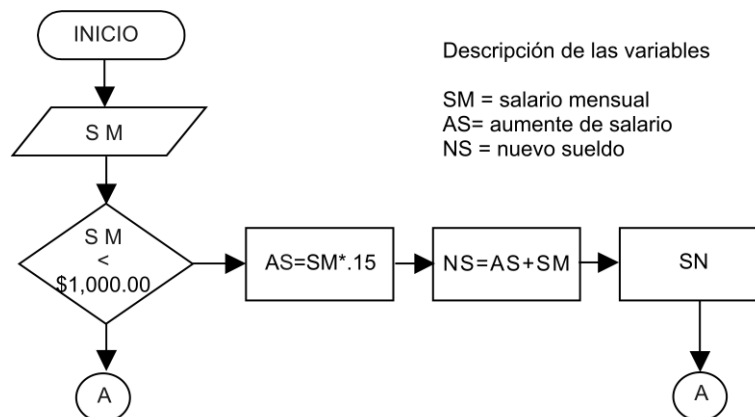 INICIO
Descripción de las variables
S M
SM = salario mensual
AS= aumente de salario
NS = nuevo sueldo
S M
<
$1,000.00
AS=SM*.15
NS=AS+SM
SN
A
A